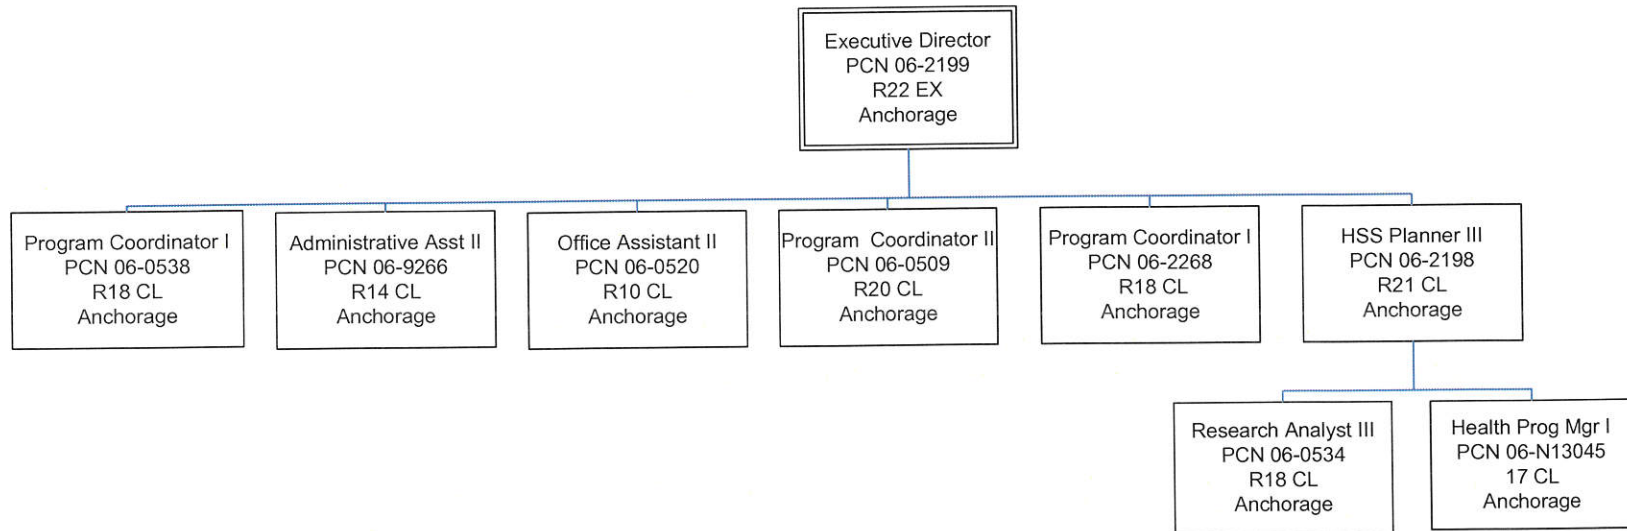 Executive Director
PCN 06-2199
R22 EX
Anchorage
Program Coordinator I
PCN 06-0538
R18 CL
Anchorage
Administrative Asst II
PCN 06-9266
R14 CL
Anchorage
Office Assistant II
PCN 06-0520
R10 CL
Anchorage
Program  Coordinator II
PCN 06-0509
R20 CL
Anchorage
Program Coordinator I
PCN 06-2268
R18 CL
Anchorage
HSS Planner III
PCN 06-2198
R21 CL
Anchorage
Research Analyst III
PCN 06-0534
R18 CL
Anchorage
Health Prog Mgr I
PCN 06-N13045
17 CL
Anchorage